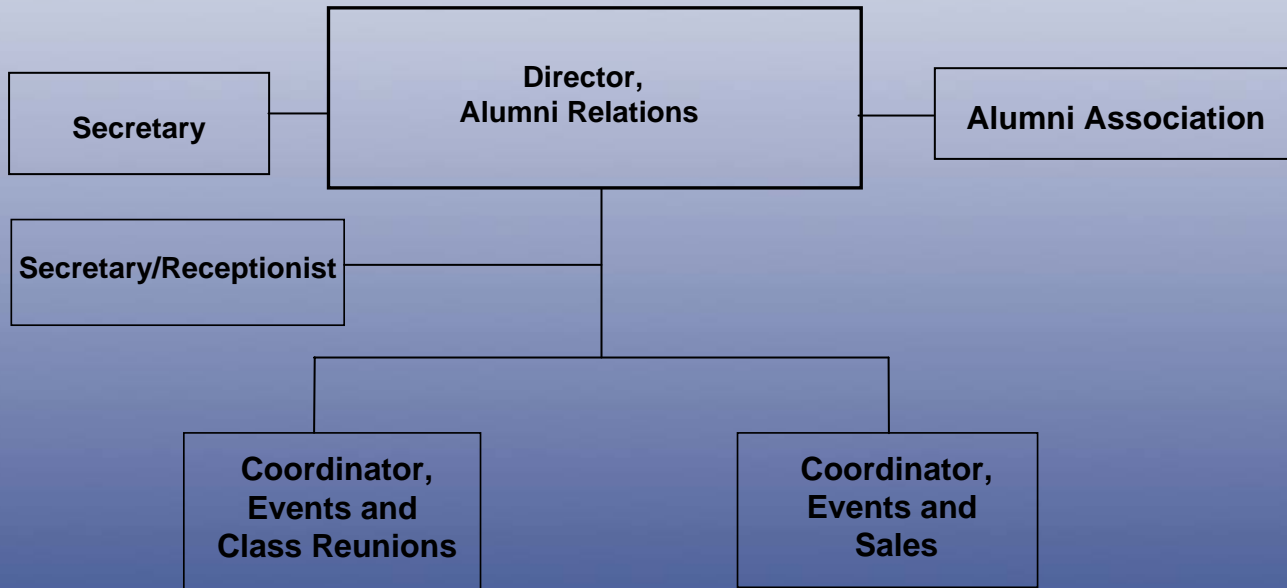 Director,
Alumni Relations
Secretary
Alumni Association
Secretary/Receptionist
Coordinator,
Events and
Class Reunions
Coordinator,
Events and
Sales